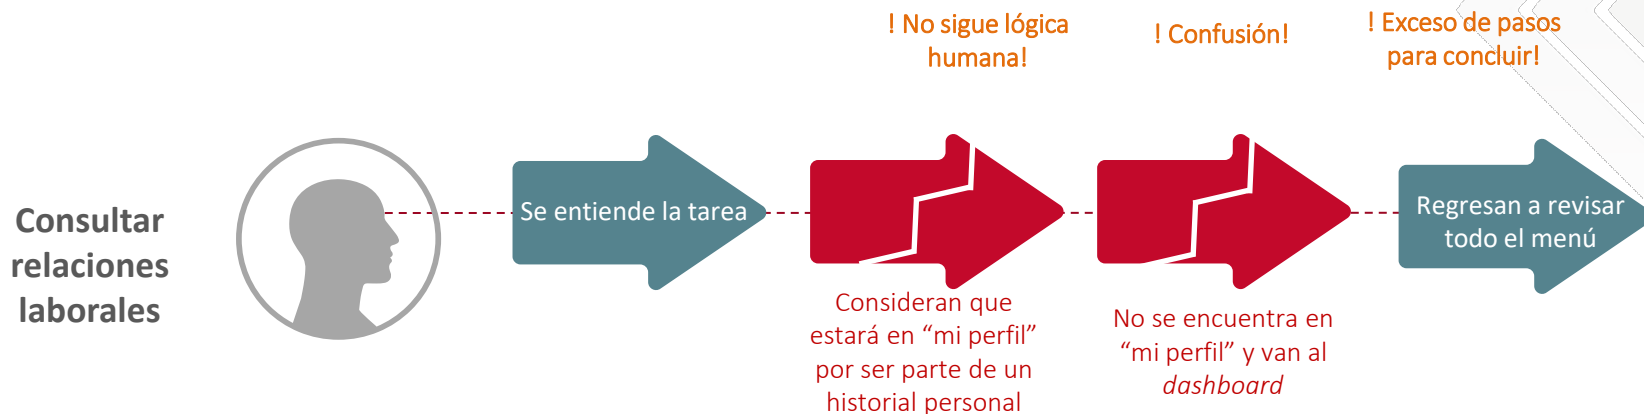 Consultar
relaciones
laborales
Se entiende la tarea
! No sigue lógica
humana!
Consideran que
estará en “mi perfil”
por ser parte de un
historial personal
! Confusión!
No se encuentra en
“mi perfil” y van al
dashboard
! Exceso de pasos
para concluir!
Regresan a revisar
todo el menú